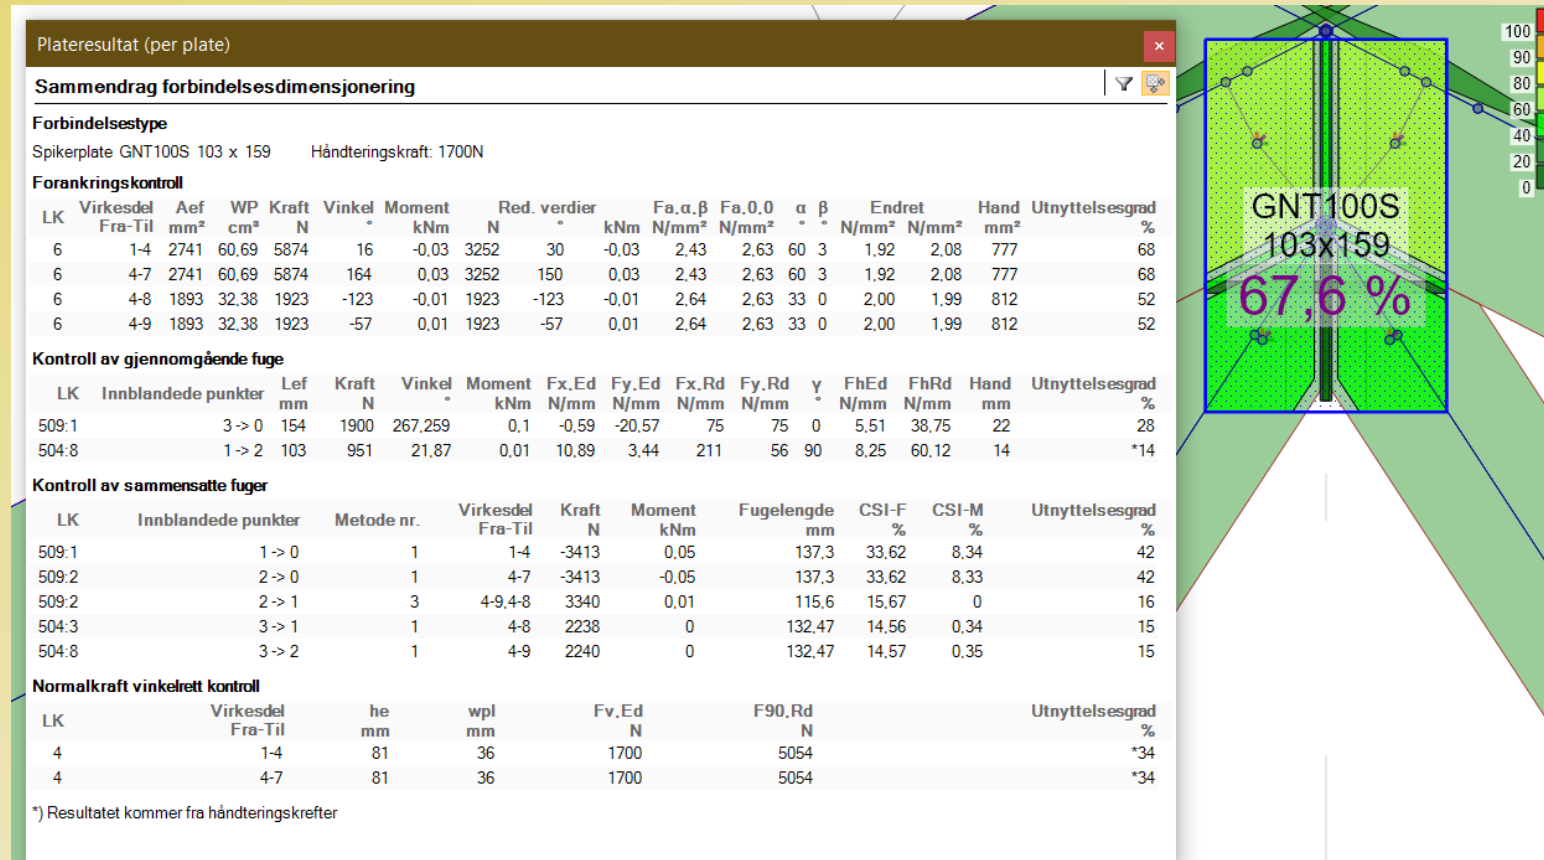 Plateresultat (per plate)
Sammendrag forbindelsesdimensjonering
Forbindelsestype
Spikerplate GNT100S 103 x 159 Håndteringskraft: 1700N
Forankringskontroll
LK Virkesdel Fra-Til Aef mm² WP cm³ Kraft N Vinkel ° Moment kNm Red. verdier N ° kNm Fa,α,β N/mm² Fa,0,0 N/mm² α ° β ° Endret N/mm² N/mm² Hand mm² Utnyttelsesgrad %
6 1-4 2741 60,69 5874 16 -0,03 3252 30 -0,03 2,43 2,63 60 3 1,92 2,08 777 68
6 4-7 2741 60,69 5874 164 0,03 3252 150 0,03 2,43 2,63 60 3 1,92 2,08 777 68
6 4-8 1893 32,38 1923 -123 -0,01 1923 -123 -0,01 2,64 2,63 33 0 2,00 1,99 812 52
6 4-9 1893 32,38 1923 -57 0,01 1923 -57 0,01 2,64 2,63 33 0 2,00 1,99 812 52
Kontroll av gjennomgående fuge
LK Innblandede punkter Lef mm Kraft N Vinkel ° Moment kNm Fx,Ed N/mm Fy,Ed N/mm Fx,Rd N/mm Fy,Rd N/mm γ ° FhEd N/mm FhRd N/mm Hand mm Utnyttelsesgrad %
509:1 3 -> 0 154 1900 267,259 0,1 -0,59 -20,57 75 75 0 5,51 38,75 22 28
504:8 1 -> 2 103 951 21,87 0,01 10,89 3,44 211 56 90 8,25 60,12 14 *14
Kontroll av sammensatte fuger
LK Innblandede punkter Metode nr. Virkesdel Fra-Til Kraft N Moment kNm Fugelengde mm CSI-F % CSI-M % Utnyttelsesgrad %
509:1 1 -> 0 1 1-4 -3413 0,05 137,3 33,62 8,34 42
509:2 2 -> 0 1 4-7 -3413 -0,05 137,3 33,62 8,33 42
509:2 2 -> 1 3 4-9,4-8 3340 0,01 115,6 15,67 0 16
504:3 3 -> 1 1 4-8 2238 0 132,47 14,56 0,34 15
504:8 3 -> 2 1 4-9 2240 0 132,47 14,57 0,35 15
Normalkraft vinkelrett kontroll
LK Virkesdel Fra-Til he mm wpl mm Fv,Ed N F90,Rd N Utnyttelsesgrad %
4 1-4 81 36 1700 5054 *34
4 4-7 81 36 1700 5054 *34
*) Resultatet kommer fra håndteringskrefter
GNT100S
103x159
67,6 %
100
90
80
60
40
20
0